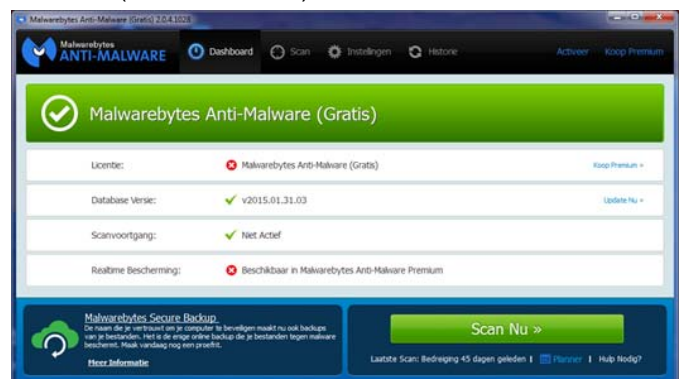 Malwarebytes Anti-Malware (Gratis) 2.0.4.1028
Malwarebytes
ANTI-MALWARE
Dashboard
Scan
Instellingen
Historie
Activeer
Koop Premium
Malwarebytes Anti-Malware (Gratis)
Licentie:
Malwarebytes Anti-Malware (Gratis)
Koop Premium »
Database Versie:
v2015.01.31.03
Update Nu »
Scanvoortgang:
Niet Actief
Realtime Bescherming:
Beschikbaar in Malwarebytes Anti-Malware Premium
Malwarebytes Secure Backup
De naam die je vertrouwt om je computer te beveiligen maakt nu ook backups
van je bestanden. Het is de enige online backup die je bestanden tegen malware
beschermt. Maak vandaag nog een proefrit.
Meer Informatie
Scan Nu »
Laatste Scan: Bedreiging 45 dagen geleden | Planner | Hulp Nodig?